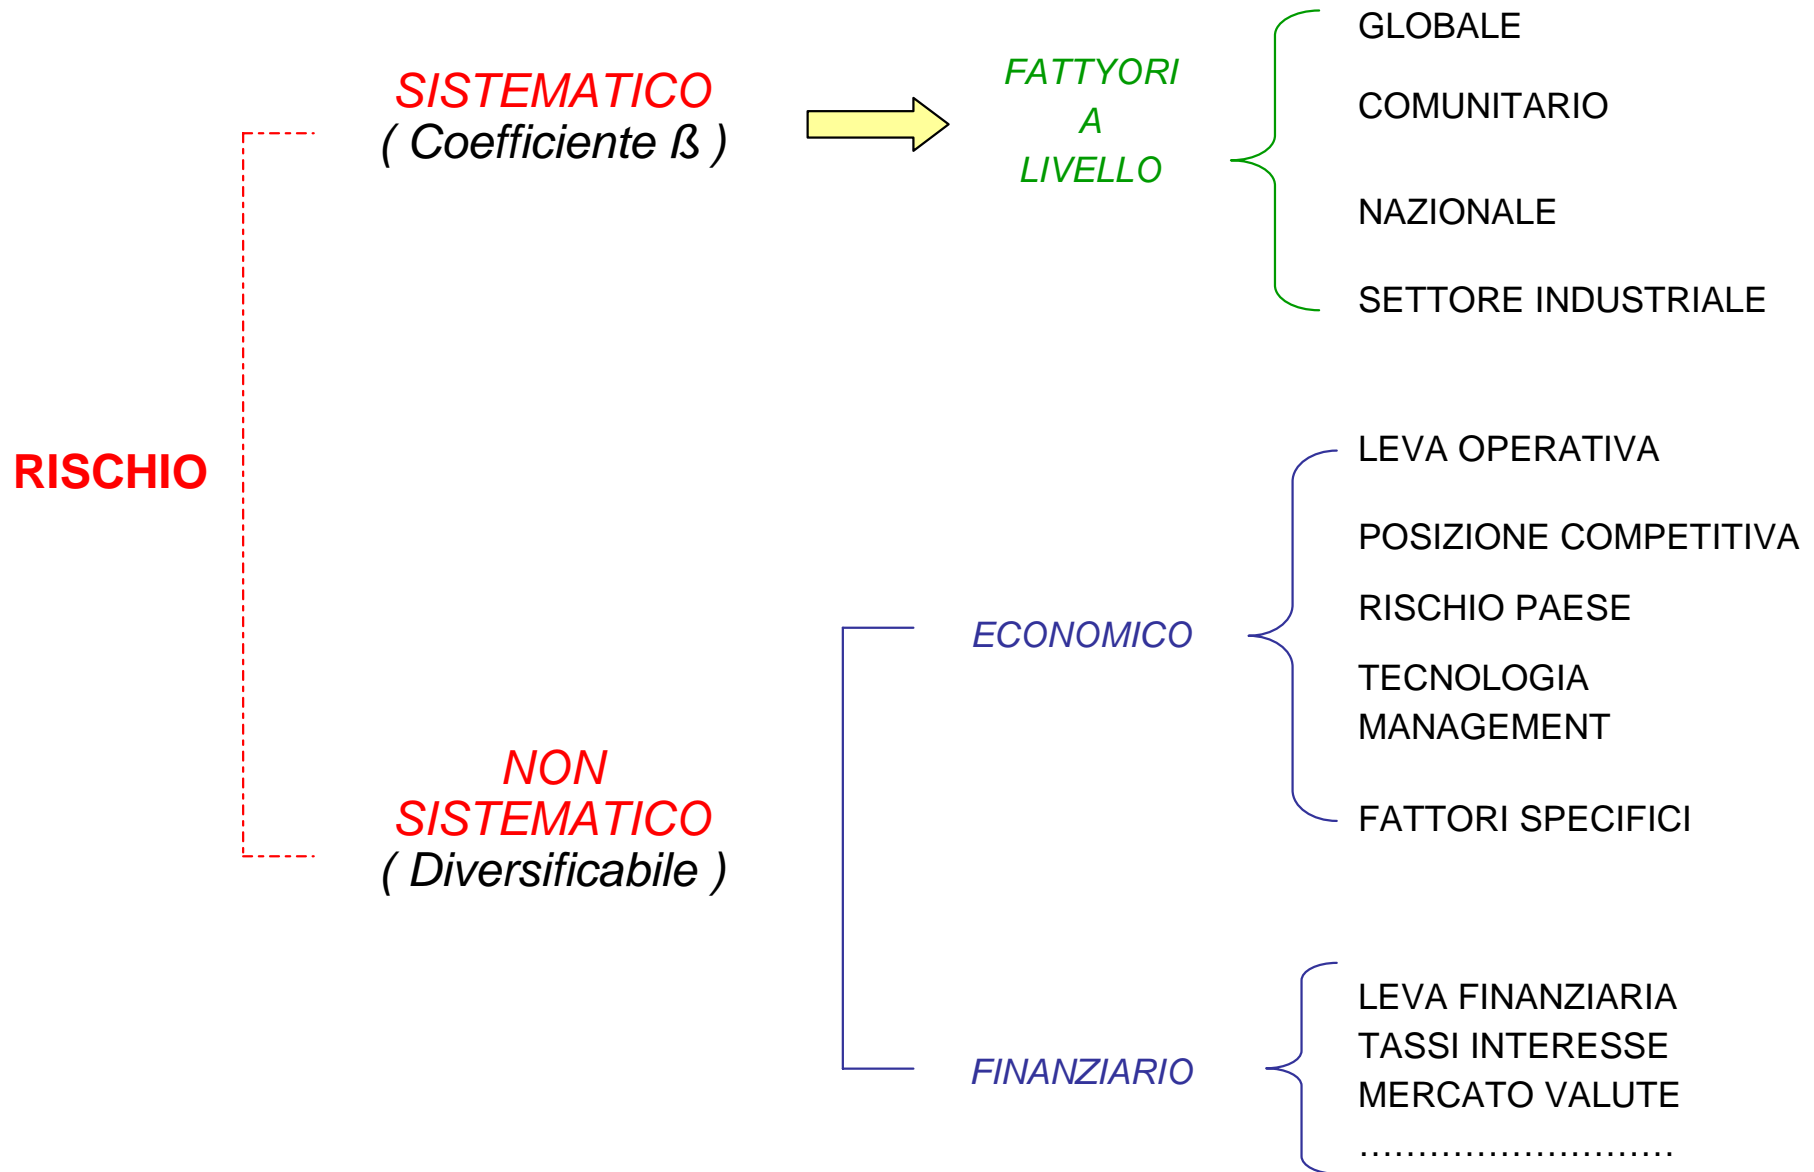 RISCHIO
SISTEMATICO
( Coefficiente ß )
FATTYORI
A
LIVELLO
GLOBALE
COMUNITARIO
NAZIONALE
SETTORE INDUSTRIALE
NON
SISTEMATICO
( Diversificabile )
ECONOMICO
LEVA OPERATIVA
POSIZIONE COMPETITIVA
RISCHIO PAESE
TECNOLOGIA
MANAGEMENT
FATTORI SPECIFICI
FINANZIARIO
LEVA FINANZIARIA
TASSI INTERESSE
MERCATO VALUTE
………………………